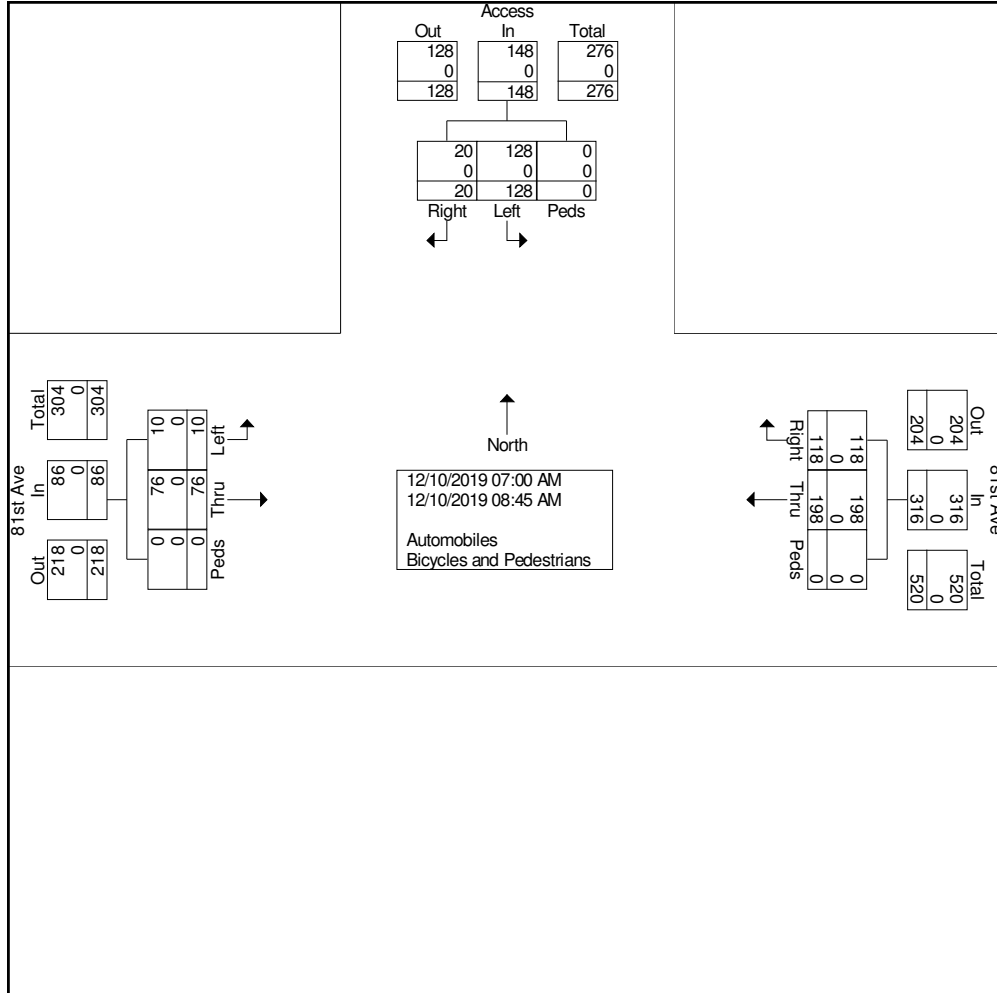 Access
Out In Total
128 148 276
0 0 0
128 148 276
20 128 0
0 0 0
20 128 0
Right Left Peds
81st Ave
Total In Out
304 86 218
0 0 0
304 86 218
10 76 0
0 0 0
10 76 0
Left Thru Peds
North
12/10/2019 07:00 AM
12/10/2019 08:45 AM
Automobiles
Bicycles and Pedestrians
Right Thru Peds
118 198 0
0 0 0
118 198 0
Out In Total
204 316 520
0 0 0
204 316 520
81st Ave